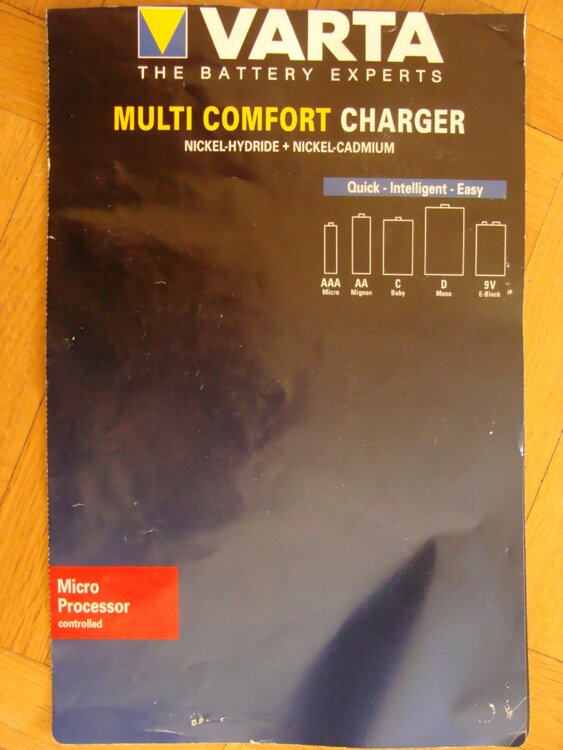 VARTA
THE BATTERY EXPERTS
MULTI COMFORT CHARGER
NICKEL-HYDRIDE + NICKEL-CADMIUM
Quick - Intelligent - Easy
AAA AA C D 9V
Micro Mignon Baby Mono E-Block
Micro
Processor
controlled